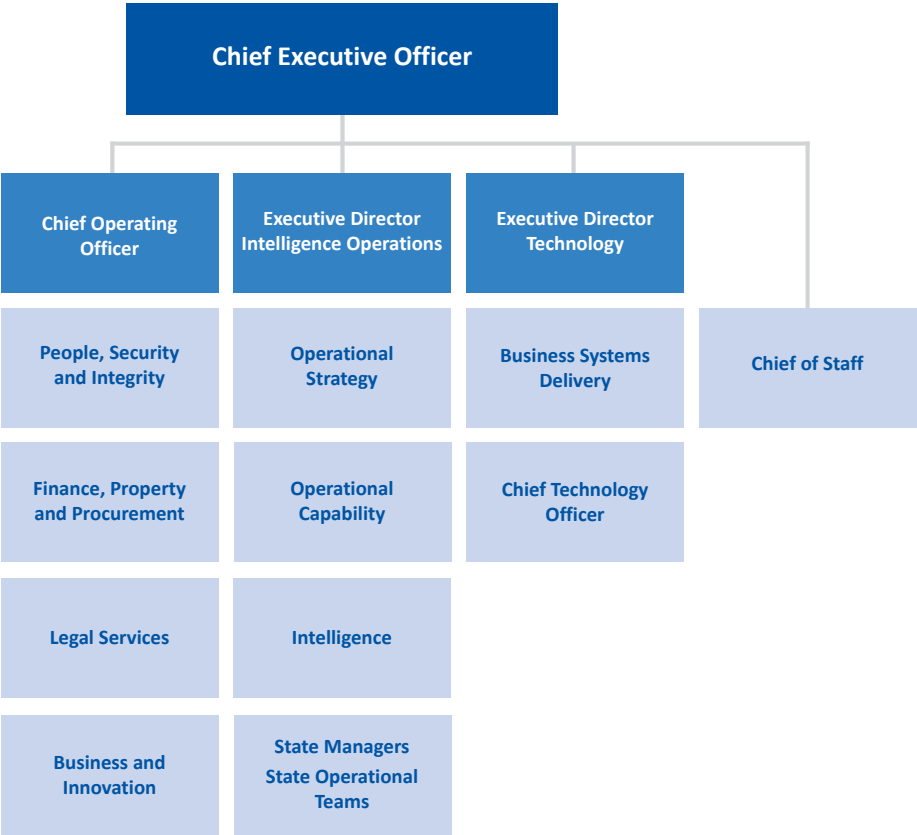 Chief Executive Officer
Chief Operating
Officer
Executive Director
Intelligence Operations
Executive Director
Technology
People, Security
and Integrity
Operational
Strategy
Business Systems
Delivery
Chief of Staff
Finance, Property
and Procurement
Operational
Capability
Chief Technology
Officer
Legal Services
Intelligence
Business and
Innovation
State Managers
State Operational
Teams